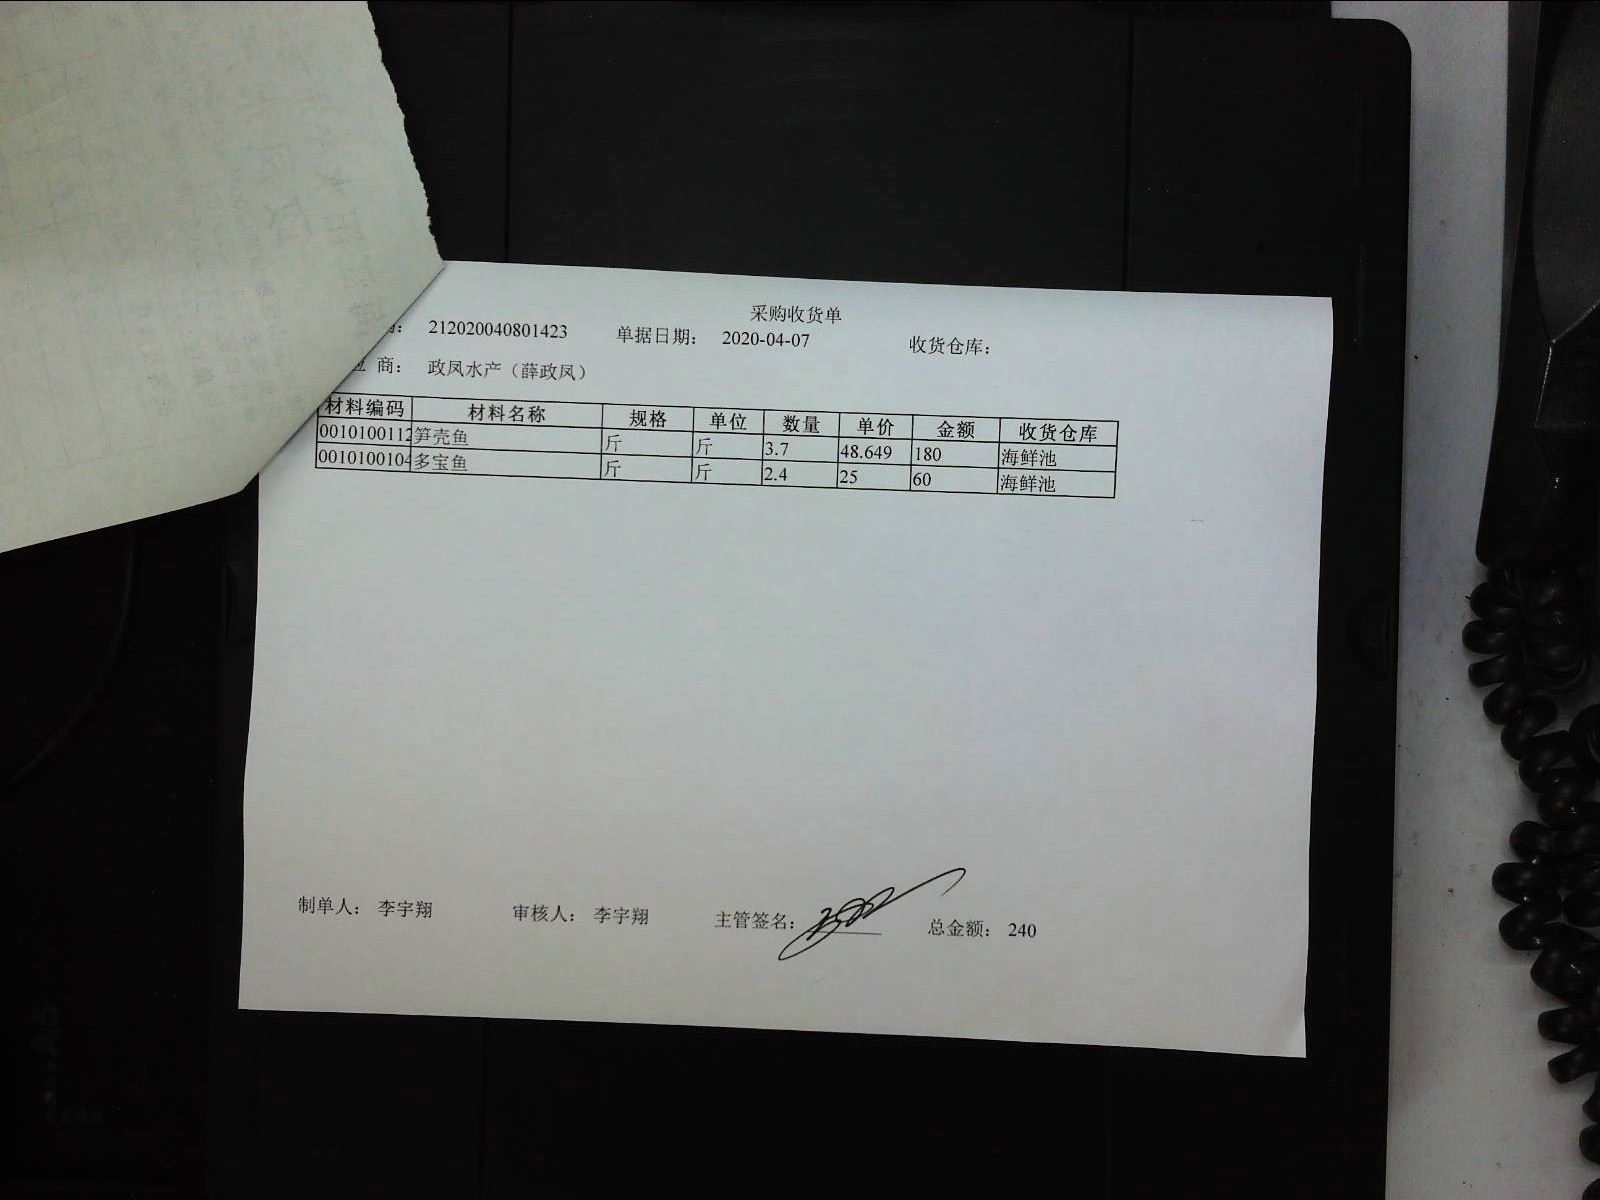 采购收货单
212020040801423 单据日期: 2020-04-07 收货仓库:
商: 政凤水产（薛政凤）
材料编码 材料名称 规格 单位 数量 单价 金额 收货仓库
0010100112 笋壳鱼 斤 斤 3.7 48.649 180 海鲜池
0010100104 多宝鱼 斤 斤 2.4 25 60 海鲜池
制单人: 李宇翔 审核人: 李宇翔 主管签名: 总金额: 240